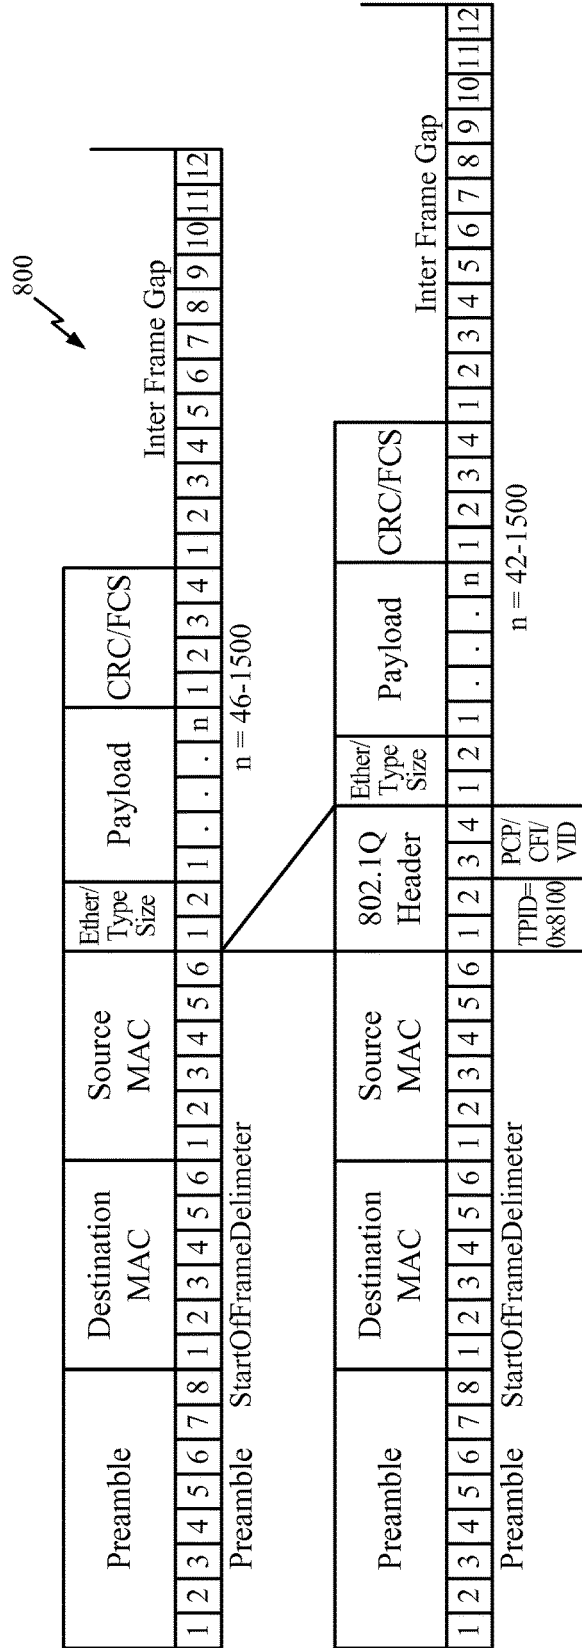 800
Preamble
Destination
MAC
Source
MAC
Ether/
Type
Size
Payload
CRC/FCS
Inter Frame Gap
1 2 3 4 5 6 7 8 1 2 3 4 5 6 1 2 3 4 5 6 1 2 1 . . . n 1 2 3 4 1 2 3 4 5 6 7 8 9 10 11 12
Preamble
StartOfFrameDelimeter
n = 46-1500
Preamble
Destination
MAC
Source
MAC
802.1Q
Header
Ether/
Type
Size
Payload
CRC/FCS
Inter Frame Gap
1 2 3 4 5 6 7 8 1 2 3 4 5 6 1 2 3 4 5 6 1 2 3 4 1 2 1 . . . n 1 2 3 4 1 2 3 4 5 6 7 8 9 10 11 12
Preamble
StartOfFrameDelimeter
TPID=
0x8100
PCP/
CFI/
VID
n = 42-1500